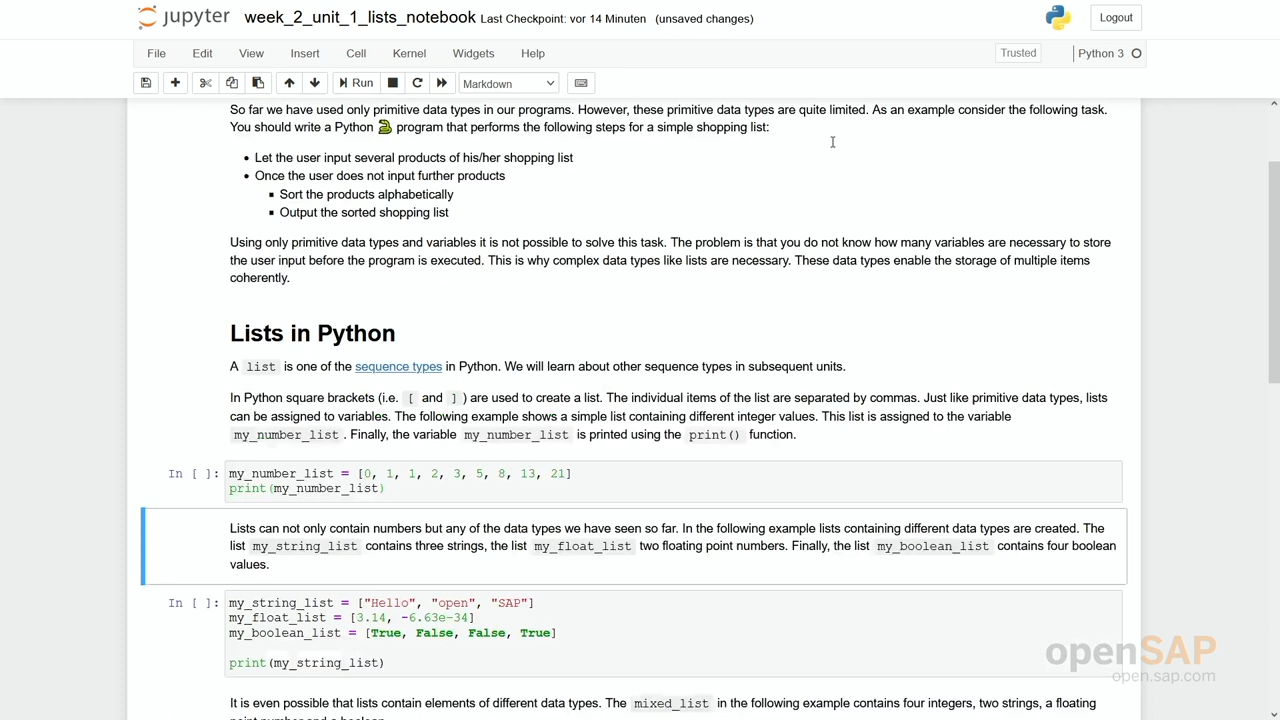 jupyter week_2_unit_1_lists_notebook Last Checkpoint: vor 14 Minuten (unsaved changes) Logout
File Edit View Insert Cell Kernel Widgets Help Trusted Python 3
Run Markdown
So far we have used only primitive data types in our programs. However, these primitive data types are quite limited. As an example consider the following task.
You should write a Python program that performs the following steps for a simple shopping list:
Let the user input several products of his/her shopping list
Once the user does not input further products
Sort the products alphabetically
Output the sorted shopping list
Using only primitive data types and variables it is not possible to solve this task. The problem is that you do not know how many variables are necessary to store
the user input before the program is executed. This is why complex data types like lists are necessary. These data types enable the storage of multiple items
coherently.
Lists in Python
A list is one of the sequence types in Python. We will learn about other sequence types in subsequent units.
In Python square brackets (i.e. [ and ] ) are used to create a list. The individual items of the list are separated by commas. Just like primitive data types, lists
can be assigned to variables. The following example shows a simple list containing different integer values. This list is assigned to the variable
my_number_list . Finally, the variable my_number_list is printed using the print() function.
In [ ]: my_number_list = [0, 1, 1, 2, 3, 5, 8, 13, 21]
print(my_number_list)
Lists can not only contain numbers but any of the data types we have seen so far. In the following example lists containing different data types are created. The
list my_string_list contains three strings, the list my_float_list two floating point numbers. Finally, the list my_boolean_list contains four boolean
values.
In [ ]: my_string_list = ["Hello", "open", "SAP"]
my_float_list = [3.14, -6.63e-34]
my_boolean_list = [True, False, False, True]
print(my_string_list)
openSAP
open.sap.com
It is even possible that lists contain elements of different data types. The mixed_list in the following example contains four integers, two strings, a floating
point number and a boolean.